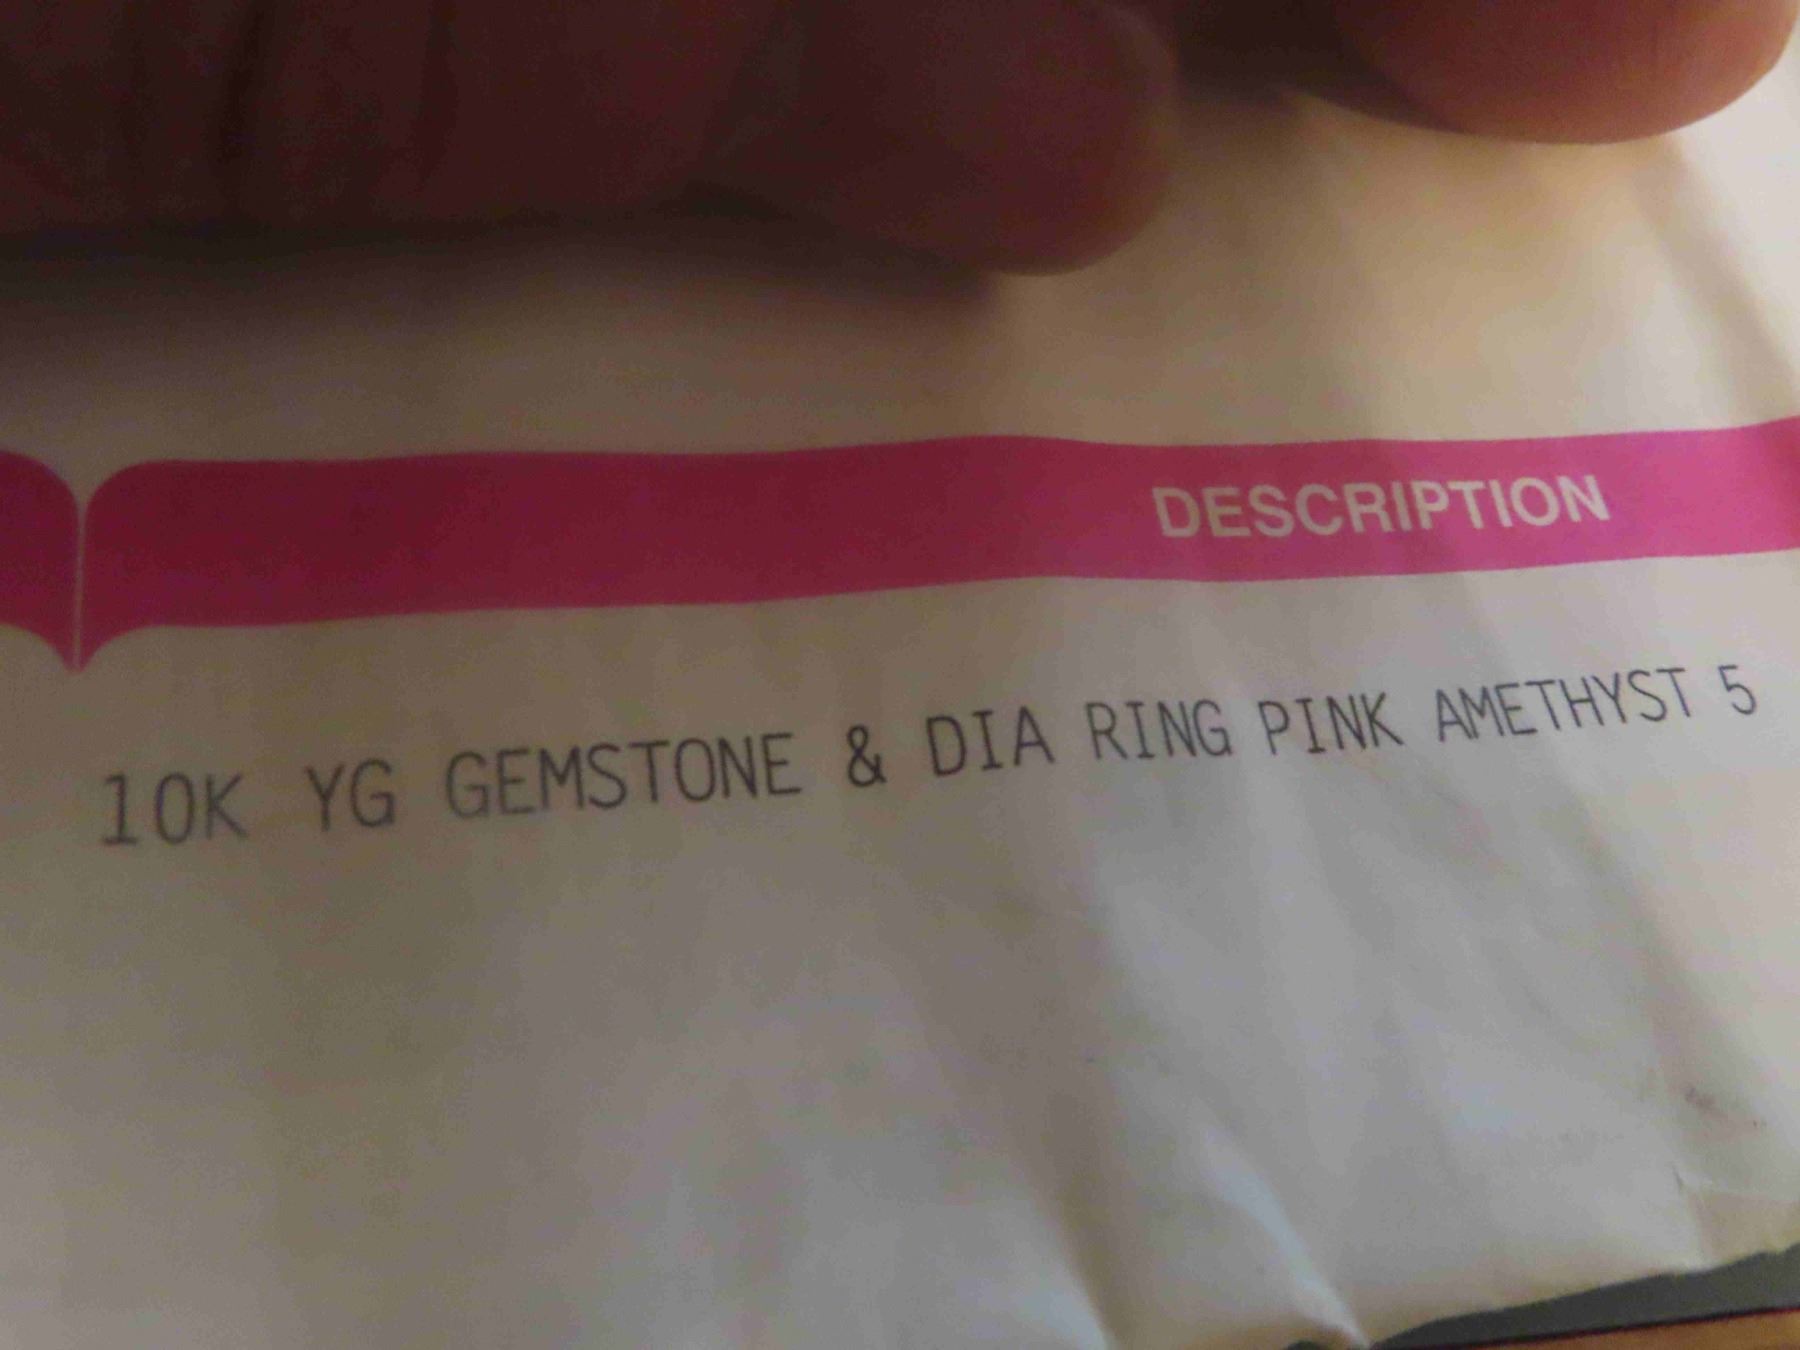 DESCRIPTION
10K YG GEMSTONE & DIA RING PINK AMETHYST 5